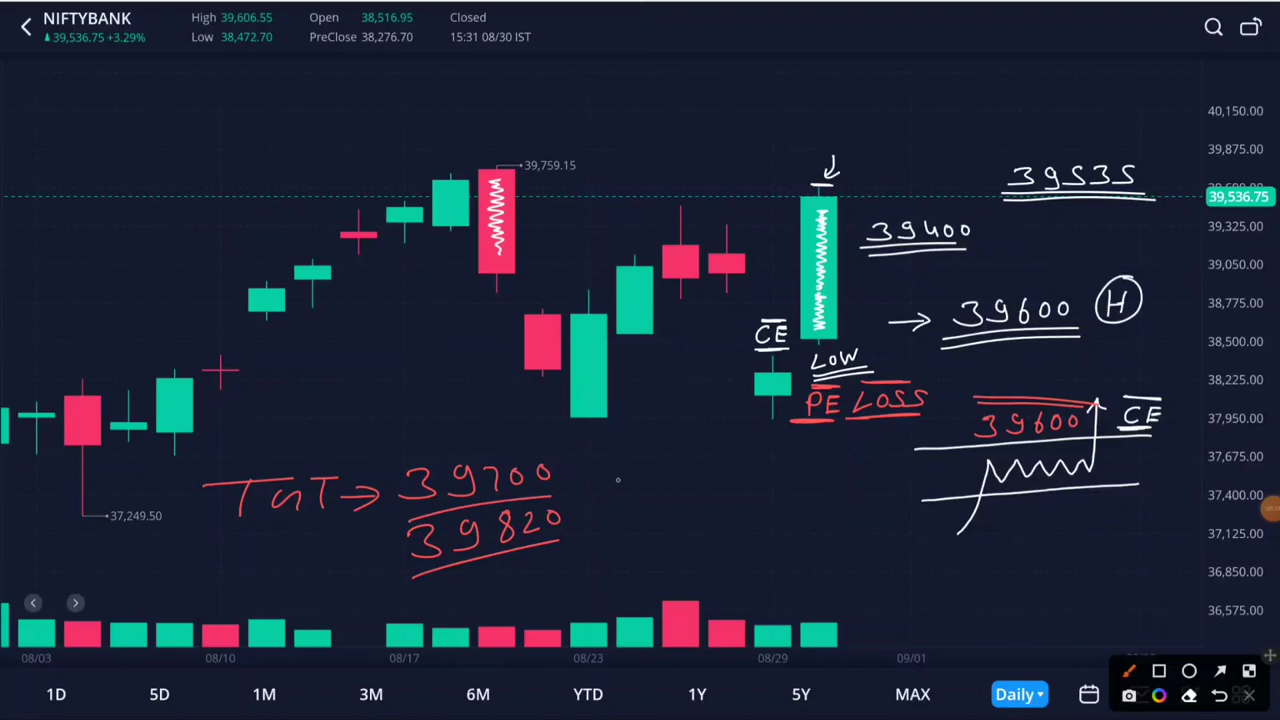 NIFTYBANK
39,536.75 +3.29%
High 39,606.55
Low 38,472.70
Open 38,516.95
PreClose 38,276.70
Closed
15:31 08/30 IST
40,150.00
39,875.00
39,536.75
39,325.00
39,050.00
38,775.00
38,500.00
38,225.00
37,950.00
37,675.00
37,400.00
37,125.00
36,850.00
36,575.00
39,759.15
39535
39400
→ 39600 H
CE
LOW
PE LOSS
39600 CE
TGT → 39700
39820
37,249.50
08/03
08/10
08/17
08/23
08/29
09/01
1D
5D
1M
3M
6M
YTD
1Y
5Y
MAX
Daily